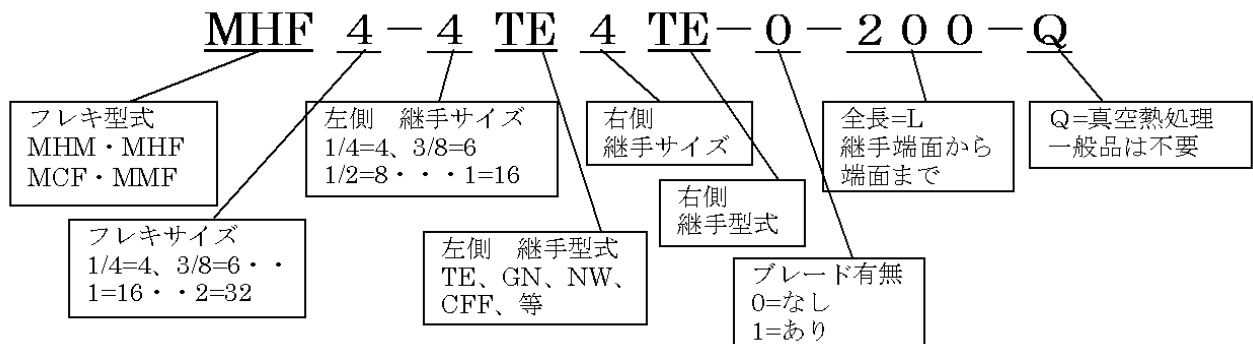 MHF 4－4 TE 4 TE－0－200－Q
フレキ型式
MHM・MHF
MCF・MMF
左側　継手サイズ
1/4=4、3/8=6
1/2=8・・・1=16
右側
継手サイズ
全長=L
継手端面から
端面まで
Q=真空熱処理
一般品は不要
フレキサイズ
1/4=4、3/8=6・・
1=16・・2=32
左側　継手型式
TE、GN、NW、
CFF、等
右側
継手型式
ブレード有無
0=なし
1=あり